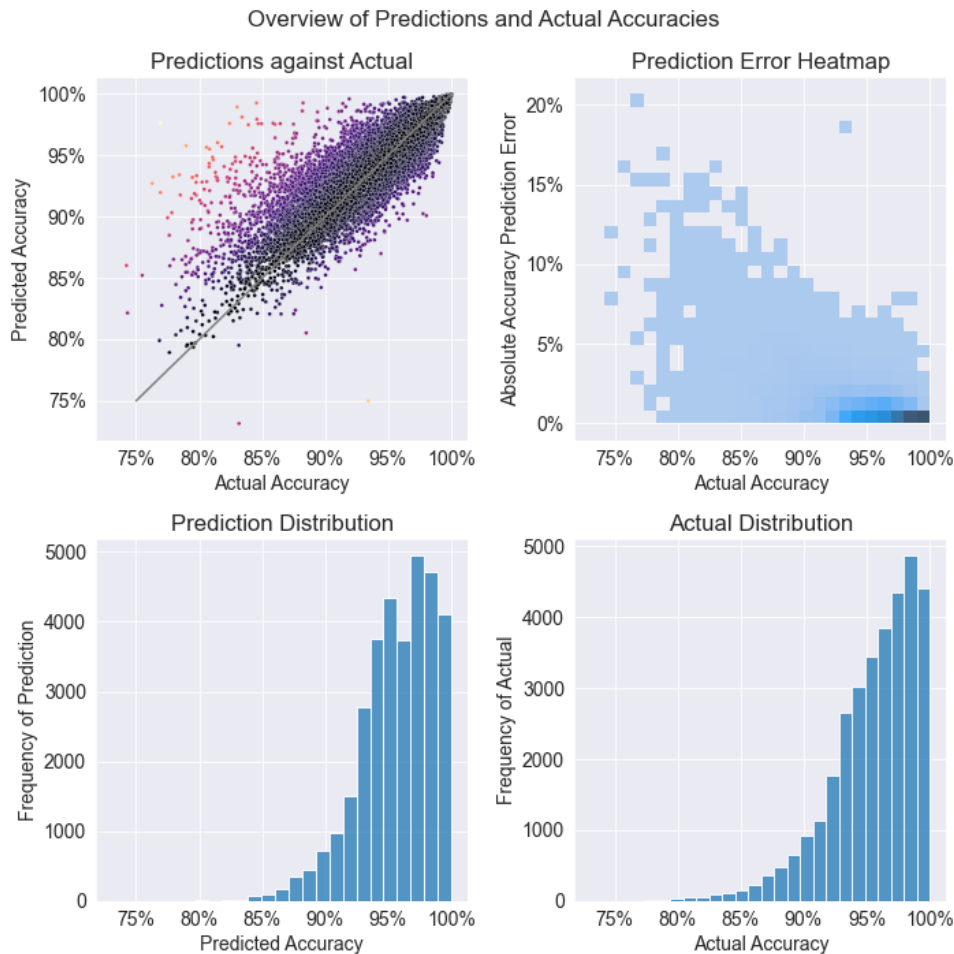 Overview of Predictions and Actual Accuracies
Predictions against Actual
100%
95%
90%
85%
80%
75%
Predicted Accuracy
75% 80% 85% 90% 95% 100%
Actual Accuracy
Prediction Error Heatmap
20%
15%
10%
5%
0%
Absolute Accuracy Prediction Error
75% 80% 85% 90% 95% 100%
Actual Accuracy
Prediction Distribution
5000
4000
3000
2000
1000
0
Frequency of Prediction
75% 80% 85% 90% 95% 100%
Predicted Accuracy
Actual Distribution
5000
4000
3000
2000
1000
0
Frequency of Actual
75% 80% 85% 90% 95% 100%
Actual Accuracy